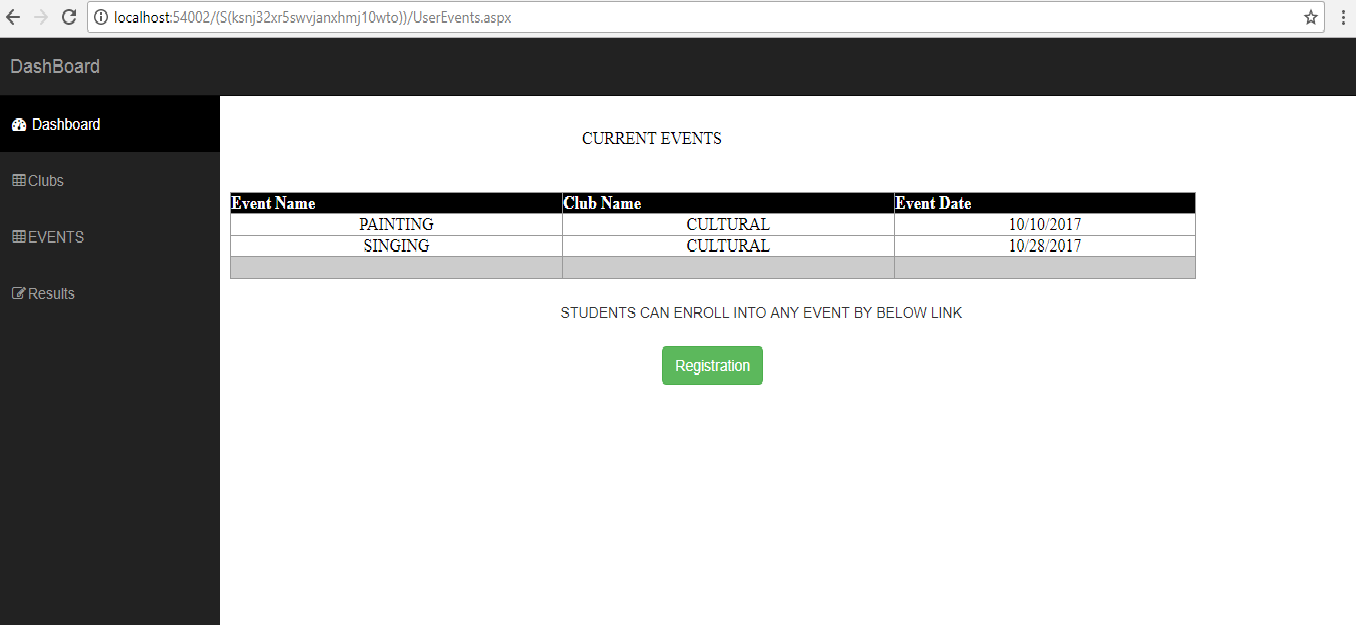 localhost:54002/(S(ksnj32xr5swvjanxhmj10wto))/UserEvents.aspx
DashBoard
Dashboard
Clubs
EVENTS
Results
CURRENT EVENTS
Event Name Club Name Event Date
PAINTING CULTURAL 10/10/2017
SINGING CULTURAL 10/28/2017
STUDENTS CAN ENROLL INTO ANY EVENT BY BELOW LINK
Registration